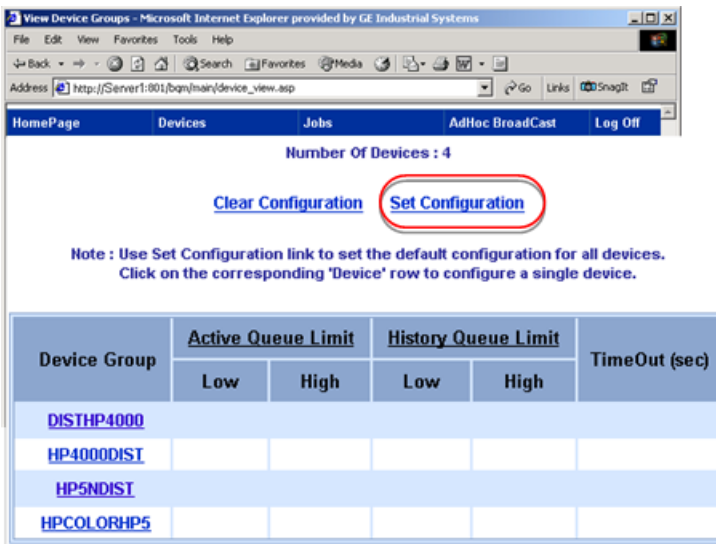 View Device Groups - Microsoft Internet Explorer provided by GE Industrial Systems
File Edit View Favorites Tools Help
Back Search Favorites Media
Address http://Server1:801/bqm/main/device_view.asp Go Links SnagIt
HomePage Devices Jobs AdHoc BroadCast Log Off
Number Of Devices : 4
Clear Configuration Set Configuration
Note : Use Set Configuration link to set the default configuration for all devices.
Click on the corresponding 'Device' row to configure a single device.
Device Group Active Queue Limit History Queue Limit TimeOut (sec)
Low High Low High
DISTHP4000
HP4000DIST
HP5NDIST
HPCOLORHP5